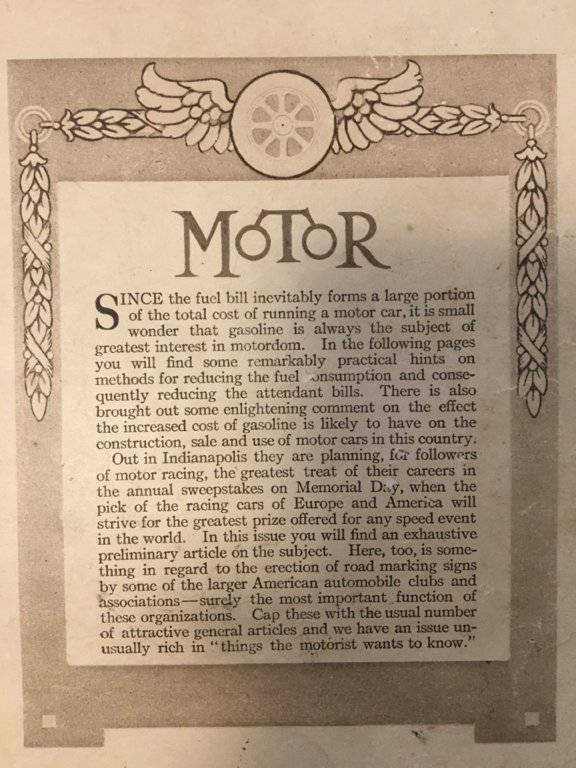 MOTOR
SINCE the fuel bill inevitably forms a large portion
of the total cost of running a motor car, it is small
wonder that gasoline is always the subject of
greatest interest in motordom. In the following pages
you will find some remarkably practical hints on
methods for reducing the fuel consumption and conse-
quently reducing the attendant bills. There is also
brought out some enlightening comment on the effect
the increased cost of gasoline is likely to have on the
construction, sale and use of motor cars in this country.
Out in Indianapolis they are planning, for followers
of motor racing, the greatest treat of their careers in
the annual sweepstakes on Memorial Day, when the
pick of the racing cars of Europe and America will
strive for the greatest prize offered for any speed event
in the world. In this issue you will find an exhaustive
preliminary article on the subject. Here, too, is some-
thing in regard to the erection of road marking signs
by some of the larger American automobile clubs and
associations—surely the most important function of
these organizations. Cap these with the usual number
of attractive general articles and we have an issue un-
usually rich in "things the motorist wants to know."